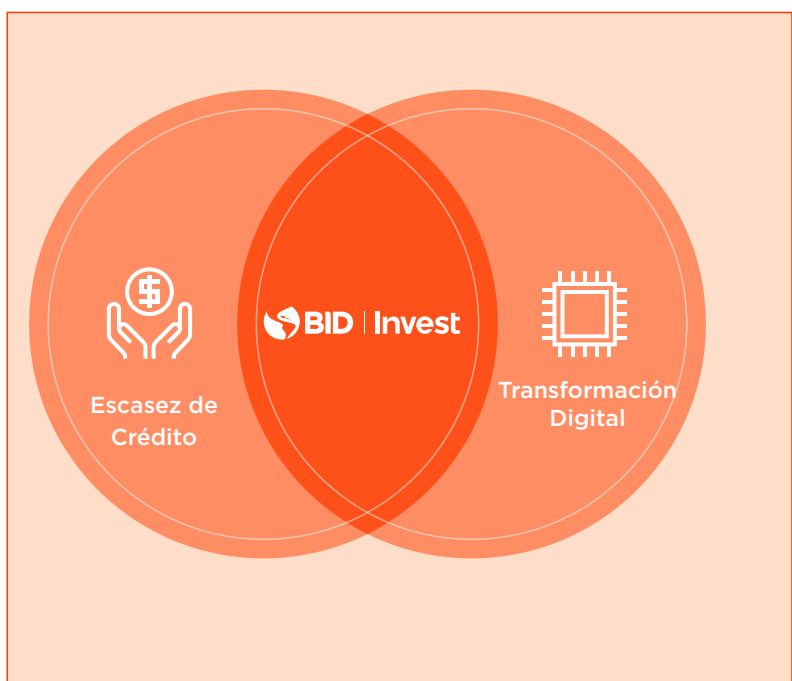 BID | Invest
Escasez de
Crédito
Transformación
Digital